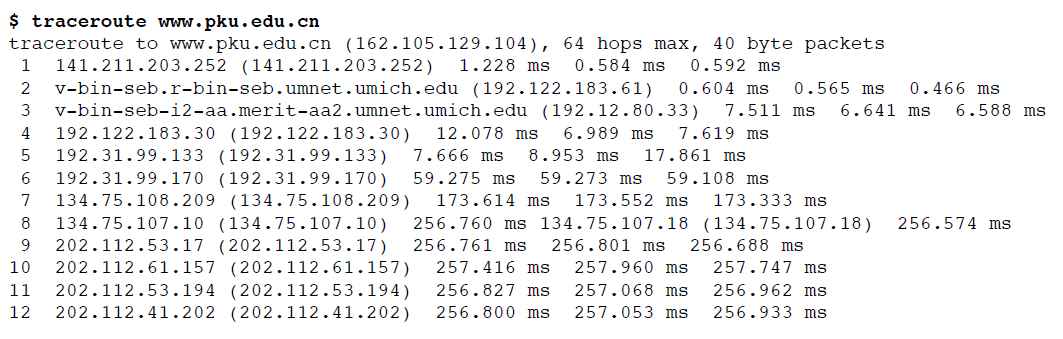 $ traceroute www.pku.edu.cn
traceroute to www.pku.edu.cn (162.105.129.104), 64 hops max, 40 byte packets
1 141.211.203.252 (141.211.203.252) 1.228 ms 0.584 ms 0.592 ms
2 v-bin-seb.r-bin-seb.umnet.umich.edu (192.122.183.61) 0.604 ms 0.565 ms 0.466 ms
3 v-bin-seb-i2-aa.merit-aa2.umnet.umich.edu (192.12.80.33) 7.511 ms 6.641 ms 6.588 ms
4 192.122.183.30 (192.122.183.30) 12.078 ms 6.989 ms 7.619 ms
5 192.31.99.133 (192.31.99.133) 7.666 ms 8.953 ms 17.861 ms
6 192.31.99.170 (192.31.99.170) 59.275 ms 59.273 ms 59.108 ms
7 134.75.108.209 (134.75.108.209) 173.614 ms 173.552 ms 173.333 ms
8 134.75.107.10 (134.75.107.10) 256.760 ms 134.75.107.18 (134.75.107.18) 256.574 ms
9 202.112.53.17 (202.112.53.17) 256.761 ms 256.801 ms 256.688 ms
10 202.112.61.157 (202.112.61.157) 257.416 ms 257.960 ms 257.747 ms
11 202.112.53.194 (202.112.53.194) 256.827 ms 257.068 ms 256.962 ms
12 202.112.41.202 (202.112.41.202) 256.800 ms 257.053 ms 256.933 ms